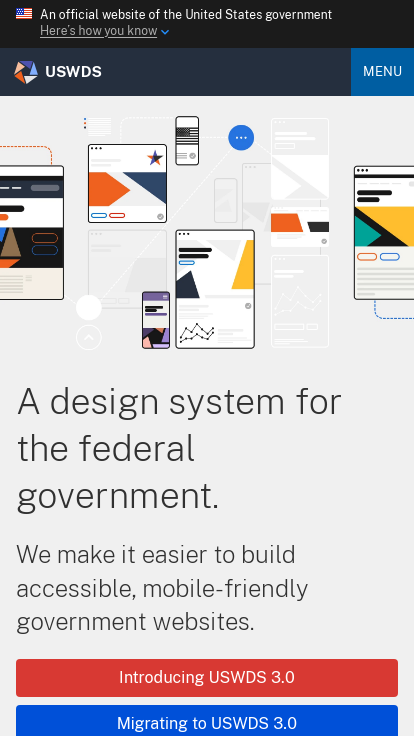 An official website of the United States government
Here's how you know
USWDS
MENU
A design system for
the federal
government.
We make it easier to build
accessible, mobile-friendly
government websites.
Introducing USWDS 3.0
Migrating to USWDS 3.0